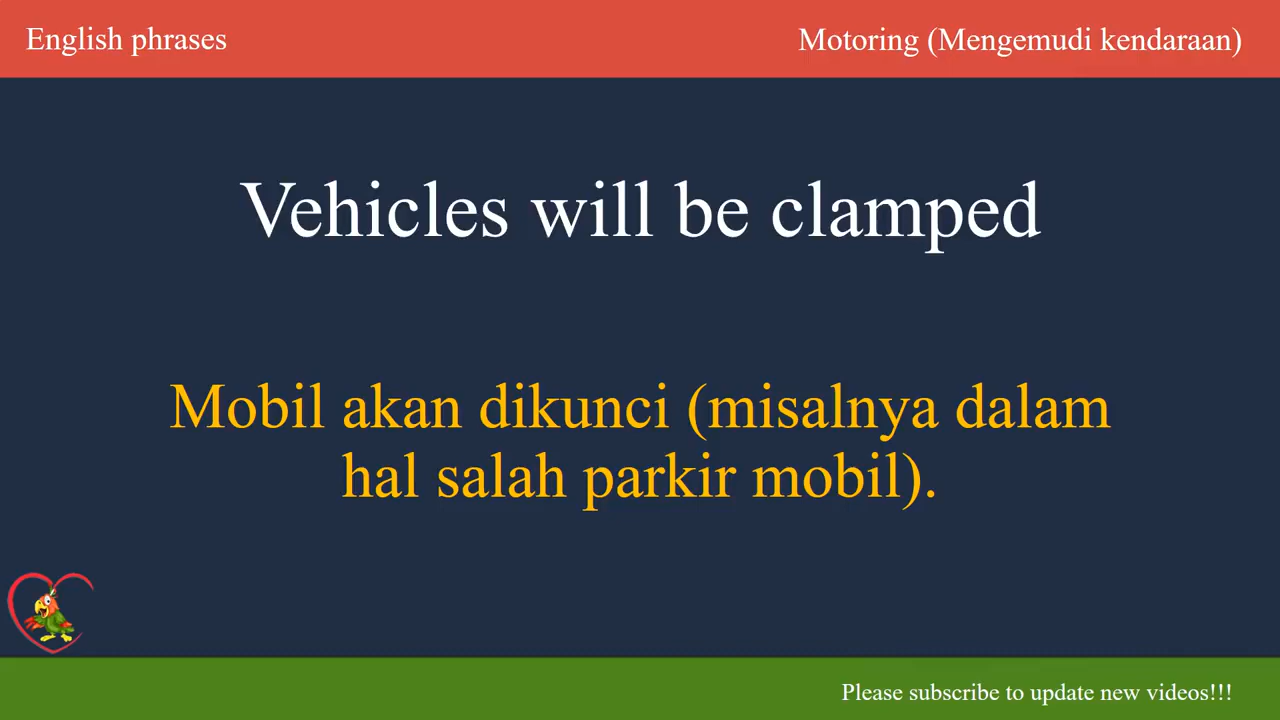 English phrases
Motoring (Mengemudi kendaraan)
Vehicles will be clamped
Mobil akan dikunci (misalnya dalam
hal salah parkir mobil).
Please subscribe to update new videos!!!